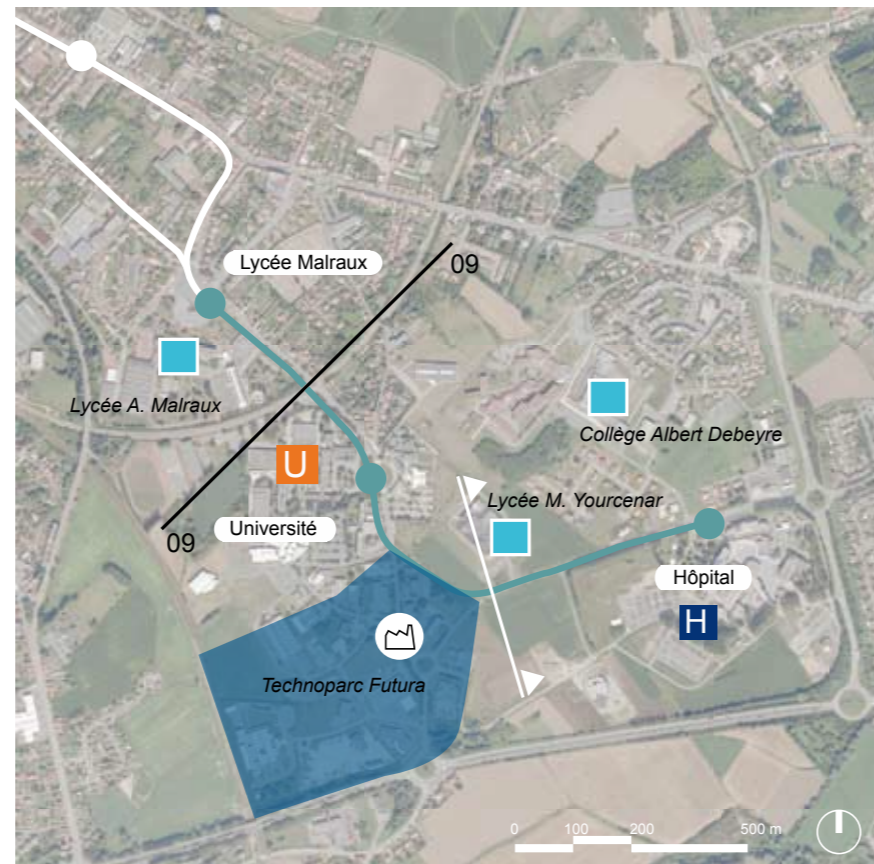 Lycée Malraux
09
Lycée A. Malraux
Collège Albert Debeyre
U
Lycée M. Yourcenar
Université
09
Hôpital
H
Technoparc Futura
0 100 200 500 m